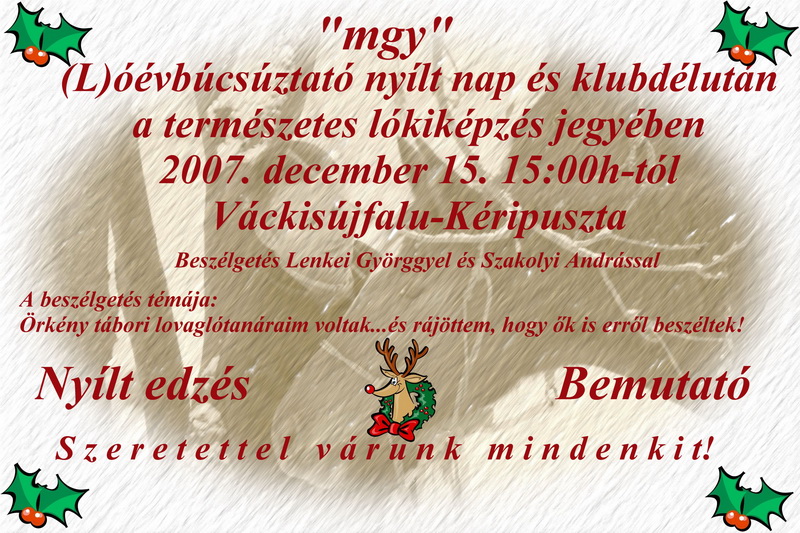 "mgy"
(L)óévbúcsúztató nyílt nap és klubdélután
a természetes lókiképzés jegyében
2007. december 15. 15:00h-tól
Váckisújfalu-Kéripuszta
Beszélgetés Lenkei Györggyel és Szakolyi Andrással
A beszélgetés témája:
Örkény tábori lovaglótanáraim voltak...és rájöttem, hogy ők is erről beszéltek!
Nyílt edzés Bemutató
Szeretettel várunk mindenkit!